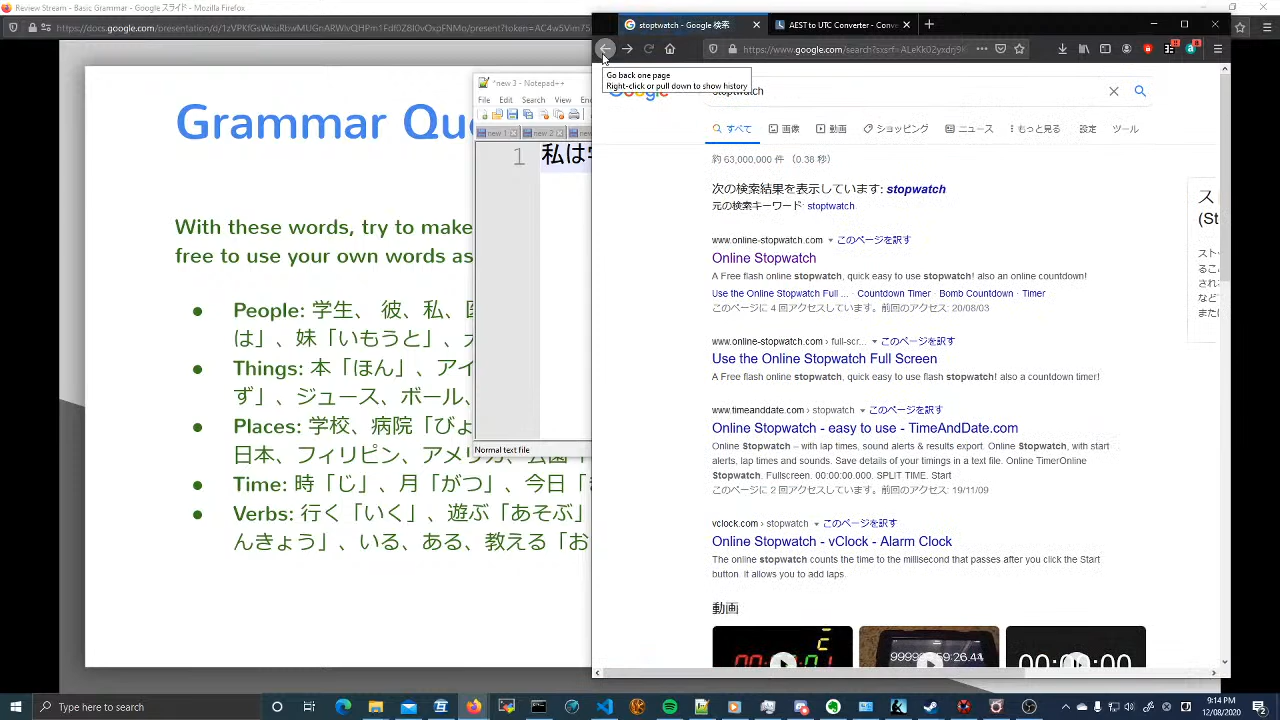 Review Stream - Basic Grammar - Google スライド - Mozilla Firefox
Grammar Que
With these words, try to make
free to use your own words as
People: 学生、 彼、私、医
は」、妹「いもうと」、
Things: 本「ほん」、アイ
ず」、ジュース、ボール、
Places: 学校、病院「びょ
日本、フィリピン、アメリカ、公園「
Time: 時「じ」、月「がつ」、今日「
Verbs: 行く「いく」、遊ぶ「あそぶ」
んきょう」、いる、ある、教える「お
*new 3 - Notepad++
File Edit Search View
new 1 new 2 new
1 私は
Normal text file
stoptwatch - Google 検索
AEST to UTC Converter - Conve
Go back one page
Right-click or pull down to show history
stoptwatch
すべて 画像 動画 ショッピング ニュース もっと見る 設定 ツール
約 63,000,000 件 （0.38 秒）
次の検索結果を表示しています: stopwatch
元の検索キーワード: stoptwatch
www.online-stopwatch.com このページを訳す
Online Stopwatch
A Free flash online stopwatch, quick easy to use stopwatch! also an online countdown!
Use the Online Stopwatch Full ... · Countdown Timer · Bomb Countdown · Timer
このページに 4 回アクセスしています。前回のアクセス: 20/08/03
www.online-stopwatch.com › full-scr... このページを訳す
Use the Online Stopwatch Full Screen
A Free flash online stopwatch, quick easy to use flash stopwatch! also a countdown timer!
www.timeanddate.com › stopwatch このページを訳す
Online Stopwatch - easy to use - TimeAndDate.com
Online Stopwatch – with lap times, sound alerts & results export. Online Stopwatch, with start
alerts, lap times and sounds. Save details of your timings in a text file. Online TimerOnline
Stopwatch. Fullscreen. 00:00:00.000. SPLIT TIME. Start
このページに 2 回アクセスしています。前回のアクセス: 19/11/09
vclock.com › stopwatch このページを訳す
Online Stopwatch - vClock - Alarm Clock
The online stopwatch counts the time to the millisecond that passes after you click the Start
button. It allows you to add laps.
動画
Type here to search
9:14 PM
12/08/2020